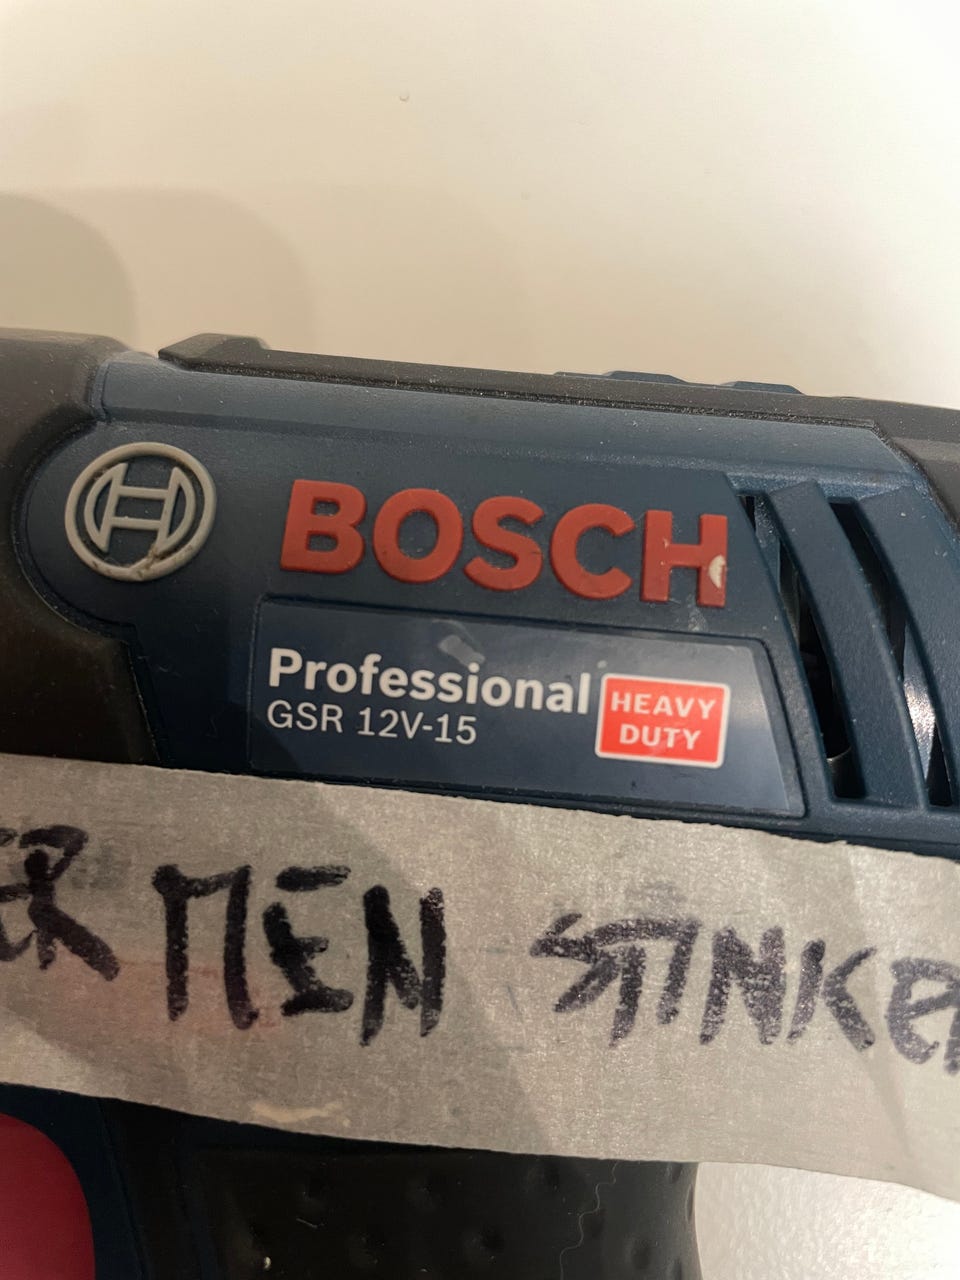 BOSCH
Professional
GSR 12V-15
HEAVY
DUTY
MEN